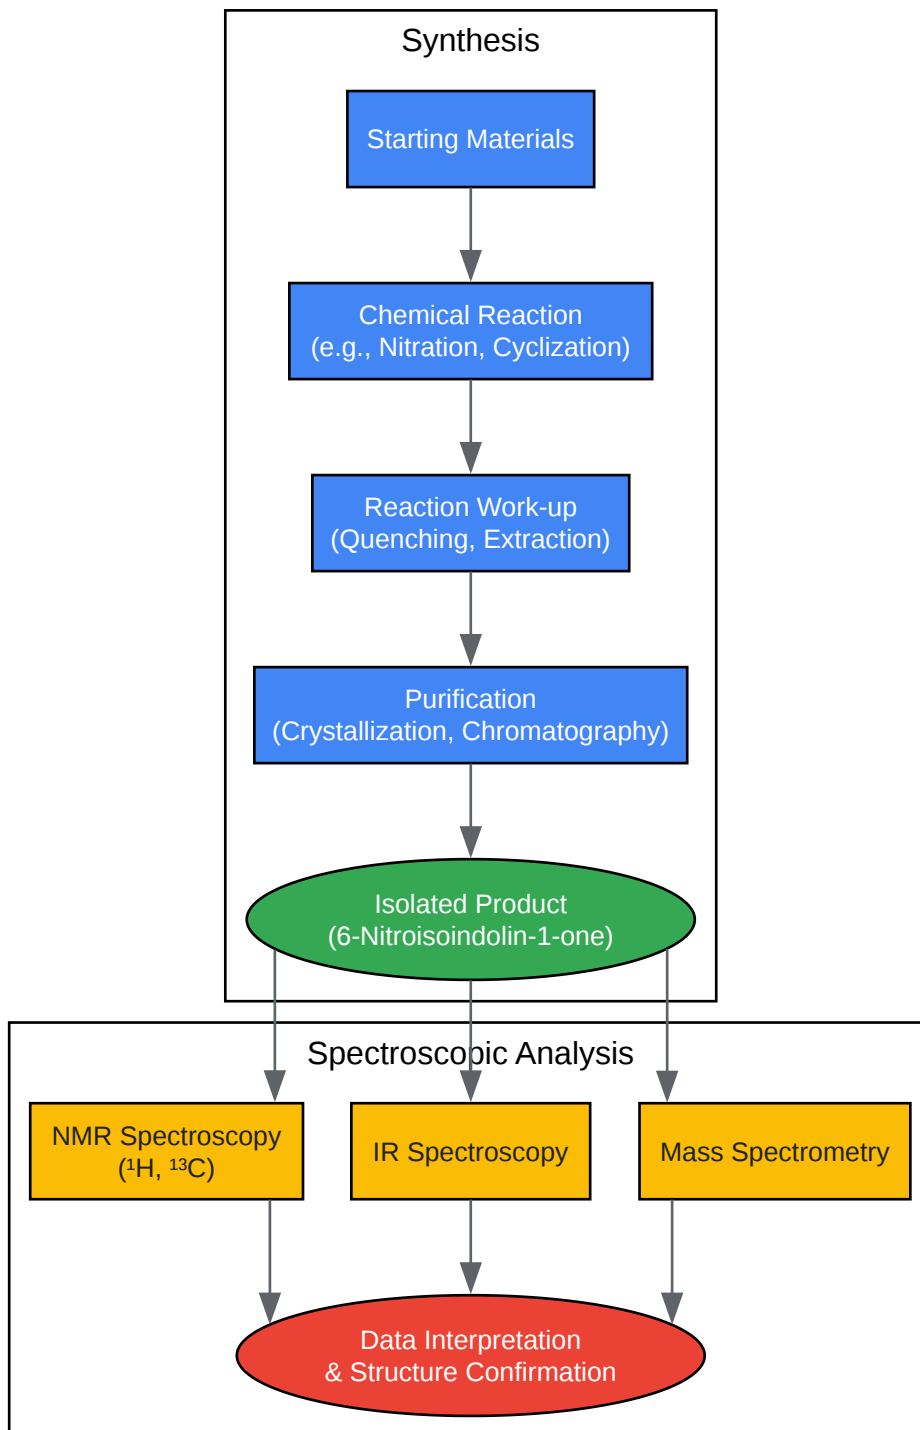 Synthesis
Starting Materials
Chemical Reaction
(e.g., Nitration, Cyclization)
Reaction Work-up
(Quenching, Extraction)
Purification
(Crystallization, Chromatography)
Isolated Product
(6-Nitroisoindolin-1-one)
Spectroscopic Analysis
NMR Spectroscopy
(¹H, ¹³C)
IR Spectroscopy
Mass Spectrometry
Data Interpretation
& Structure Confirmation